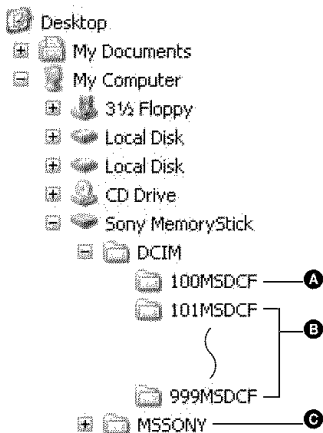 Desktop
My Documents
My Computer
3½ Floppy
Local Disk
Local Disk
CD Drive
Sony MemoryStick
DCIM
100MSDCF A
101MSDCF
B
999MSDCF
MSSONY C